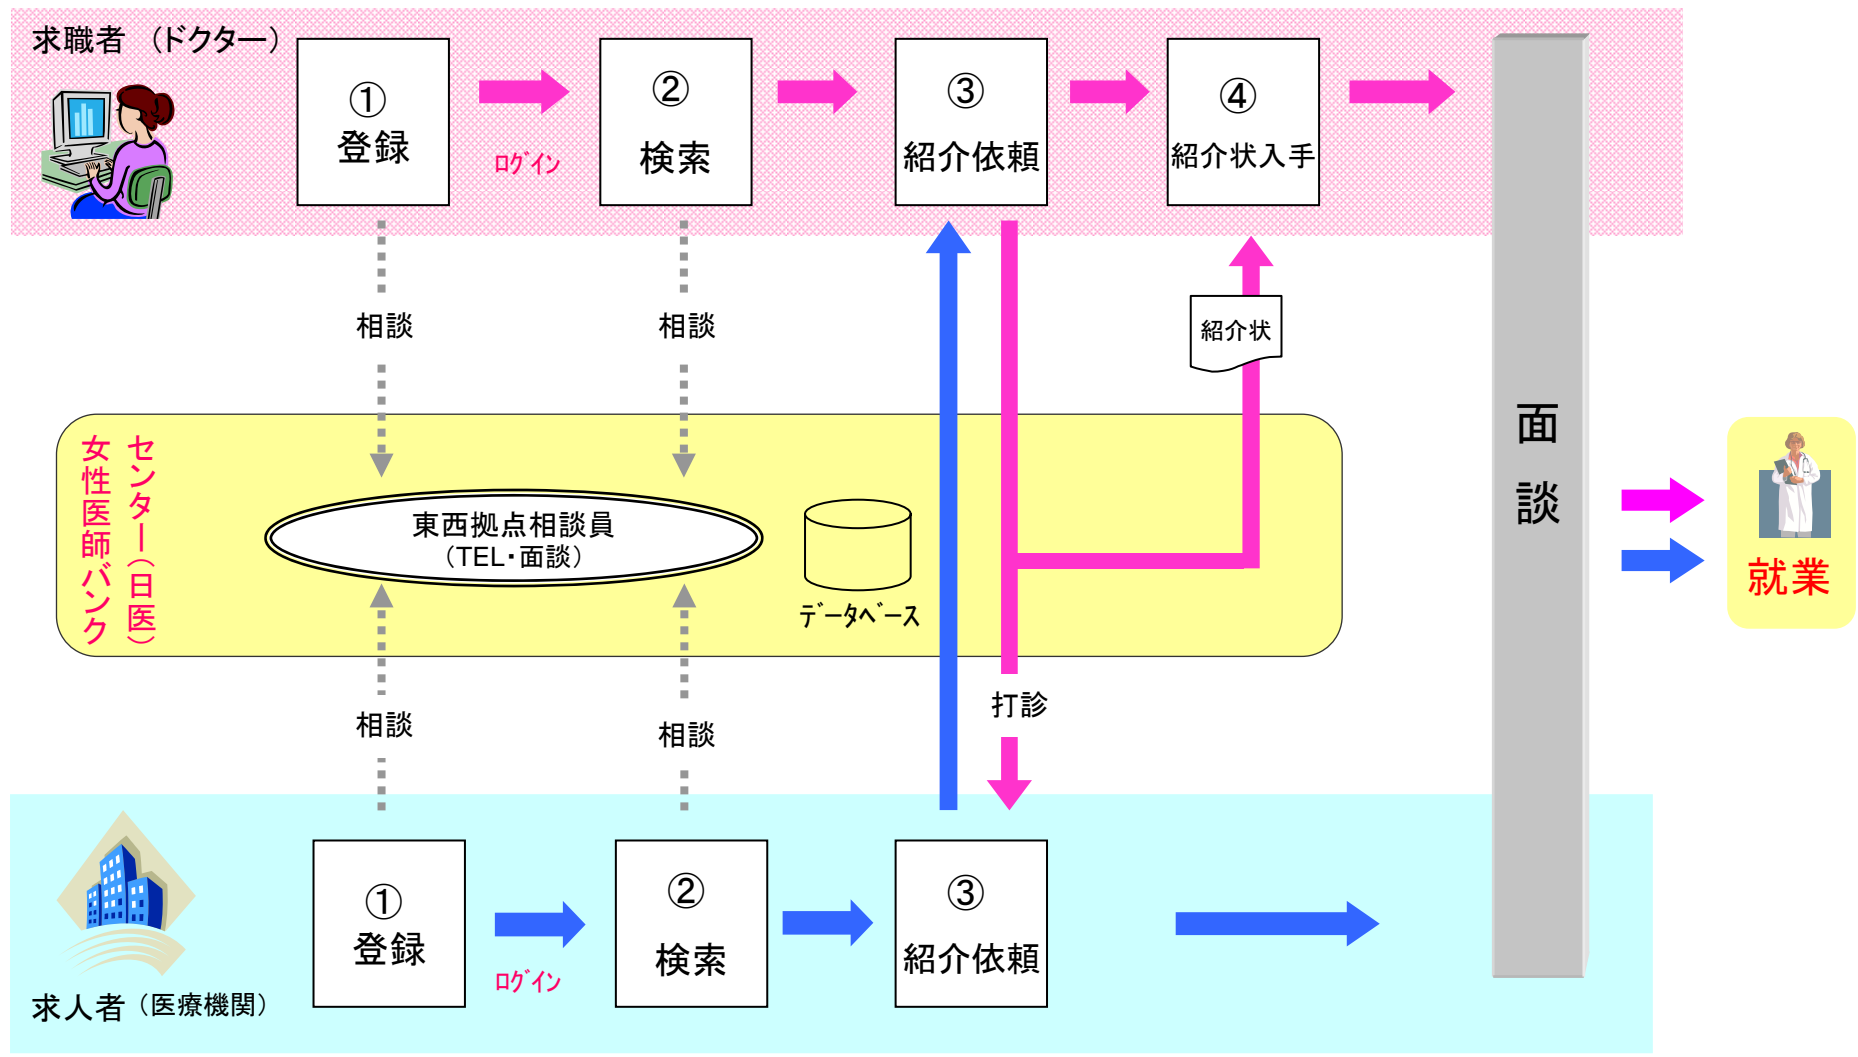 求職者 （ドクター）
①
登録
ﾛｸﾞｲﾝ
②
検索
③
紹介依頼
④
紹介状入手
相談
相談
紹介状
面談
女性医師バンク
センター（日医）
東西拠点相談員
（TEL・面談）
ﾃﾞｰﾀﾍﾞｰｽ
就業
打診
相談
相談
①
登録
ﾛｸﾞｲﾝ
②
検索
③
紹介依頼
求人者（医療機関）